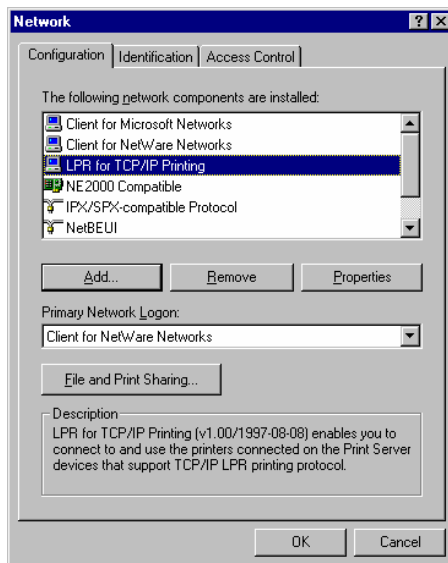 Network
Configuration Identification Access Control
The following network components are installed:
Client for Microsoft Networks
Client for NetWare Networks
LPR for TCP/IP Printing
NE2000 Compatible
IPX/SPX-compatible Protocol
NetBEUI
Add... Remove Properties
Primary Network Logon:
Client for NetWare Networks
File and Print Sharing...
Description
LPR for TCP/IP Printing (v1.00/1997-08-08) enables you to
connect to and use the printers connected on the Print Server
devices that support TCP/IP LPR printing protocol.
OK Cancel